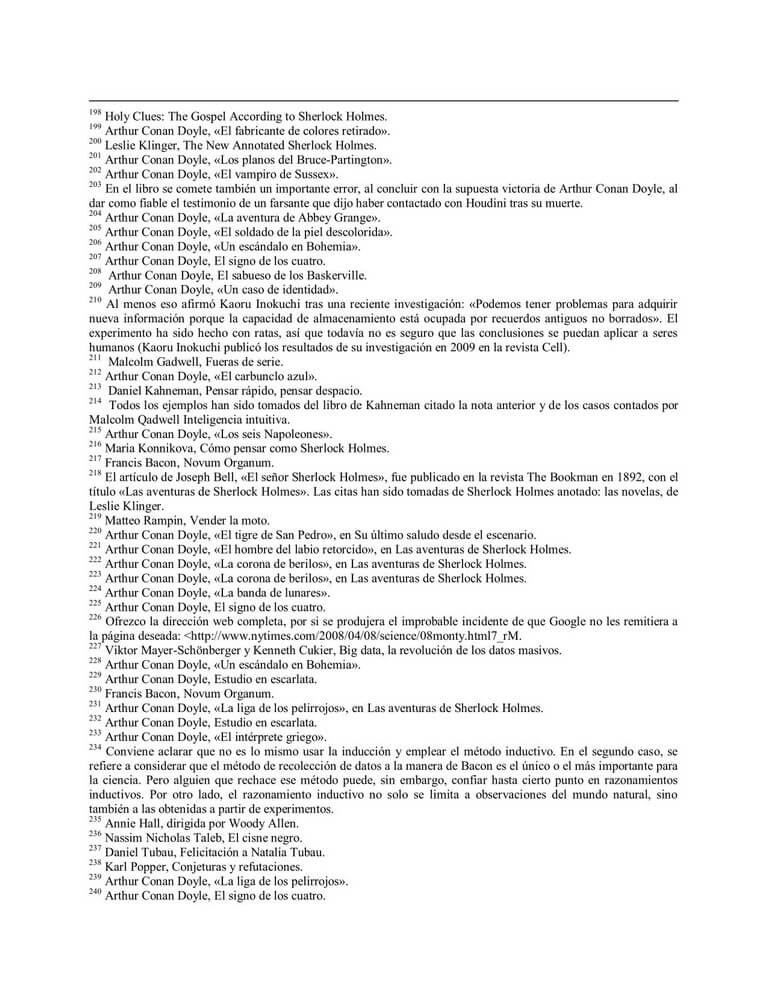 198 Holy Clues: The Gospel According to Sherlock Holmes.
199 Arthur Conan Doyle, «El fabricante de colores retirado».
200 Leslie Klinger, The New Annotated Sherlock Holmes.
201 Arthur Conan Doyle, «Los planos del Bruce-Partington».
202 Arthur Conan Doyle, «El vampiro de Sussex».
203 En el libro se comete también un importante error, al concluir con la supuesta victoria de Arthur Conan Doyle, al
dar como fiable el testimonio de un farsante que dijo haber contactado con Houdini tras su muerte.
204 Arthur Conan Doyle, «La aventura de Abbey Grange».
205 Arthur Conan Doyle, «El soldado de la piel descolorida».
206 Arthur Conan Doyle, «Un escándalo en Bohemia».
207 Arthur Conan Doyle, El signo de los cuatro.
208 Arthur Conan Doyle, El sabueso de los Baskerville.
209 Arthur Conan Doyle, «Un caso de identidad».
210 Al menos eso afirmó Kaoru Inokuchi tras una reciente investigación: «Podemos tener problemas para adquirir
nueva información porque la capacidad de almacenamiento está ocupada por recuerdos antiguos no borrados». El
experimento ha sido hecho con ratas, así que todavía no es seguro que las conclusiones se puedan aplicar a seres
humanos (Kaoru Inokuchi publicó los resultados de su investigación en 2009 en la revista Cell).
211 Malcolm Gadwell, Fueras de serie.
212 Arthur Conan Doyle, «El carbunclo azul».
213 Daniel Kahneman, Pensar rápido, pensar despacio.
214 Todos los ejemplos han sido tomados del libro de Kahneman citado la nota anterior y de los casos contados por
Malcolm Qadwell Inteligencia intuitiva.
215 Arthur Conan Doyle, «Los seis Napoleones».
216 Maria Konnikova, Cómo pensar como Sherlock Holmes.
217 Francis Bacon, Novum Organum.
218 El artículo de Joseph Bell, «El señor Sherlock Holmes», fue publicado en la revista The Bookman en 1892, con el
título «Las aventuras de Sherlock Holmes». Las citas han sido tomadas de Sherlock Holmes anotado: las novelas, de
Leslie Klinger.
219 Matteo Rampin, Vender la moto.
220 Arthur Conan Doyle, «El tigre de San Pedro», en Su último saludo desde el escenario.
221 Arthur Conan Doyle, «El hombre del labio retorcido», en Las aventuras de Sherlock Holmes.
222 Arthur Conan Doyle, «La corona de berilos», en Las aventuras de Sherlock Holmes.
223 Arthur Conan Doyle, «La corona de berilos», en Las aventuras de Sherlock Holmes.
224 Arthur Conan Doyle, «La banda de lunares».
225 Arthur Conan Doyle, El signo de los cuatro.
226 Ofrezco la dirección web completa, por si se produjera el improbable incidente de que Google no les remitiera a
la página deseada: <http://www.nytimes.com/2008/04/08/science/08monty.html7_rM.
227 Viktor Mayer-Schönberger y Kenneth Cukier, Big data, la revolución de los datos masivos.
228 Arthur Conan Doyle, «Un escándalo en Bohemia».
229 Arthur Conan Doyle, Estudio en escarlata.
230 Francis Bacon, Novum Organum.
231 Arthur Conan Doyle, «La liga de los pelirrojos», en Las aventuras de Sherlock Holmes.
232 Arthur Conan Doyle, Estudio en escarlata.
233 Arthur Conan Doyle, «El intérprete griego».
234 Conviene aclarar que no es lo mismo usar la inducción y emplear el método inductivo. En el segundo caso, se
refiere a considerar que el método de recolección de datos a la manera de Bacon es el único o el más importante para
la ciencia. Pero alguien que rechace ese método puede, sin embargo, confiar hasta cierto punto en razonamientos
inductivos. Por otro lado, el razonamiento inductivo no solo se limita a observaciones del mundo natural, sino
también a las obtenidas a partir de experimentos.
235 Annie Hall, dirigida por Woody Allen.
236 Nassim Nicholas Taleb, El cisne negro.
237 Daniel Tubau, Felicitación a Natalia Tubau.
238 Karl Popper, Conjeturas y refutaciones.
239 Arthur Conan Doyle, «La liga de los pelirrojos».
240 Arthur Conan Doyle, El signo de los cuatro.